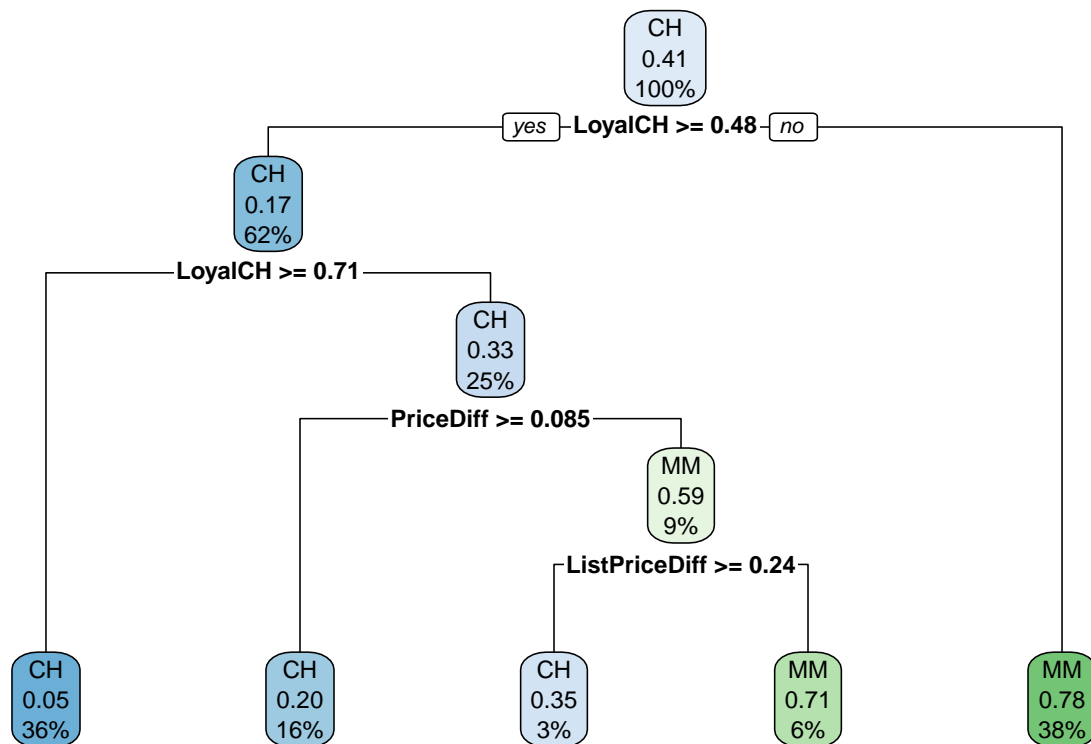 CH
0.41
100%
yes LoyalCH >= 0.48 no
CH
0.17
62%
LoyalCH >= 0.71
CH
0.33
25%
PriceDiff >= 0.085
MM
0.59
9%
ListPriceDiff >= 0.24
CH
0.05
36%
CH
0.20
16%
CH
0.35
3%
MM
0.71
6%
MM
0.78
38%